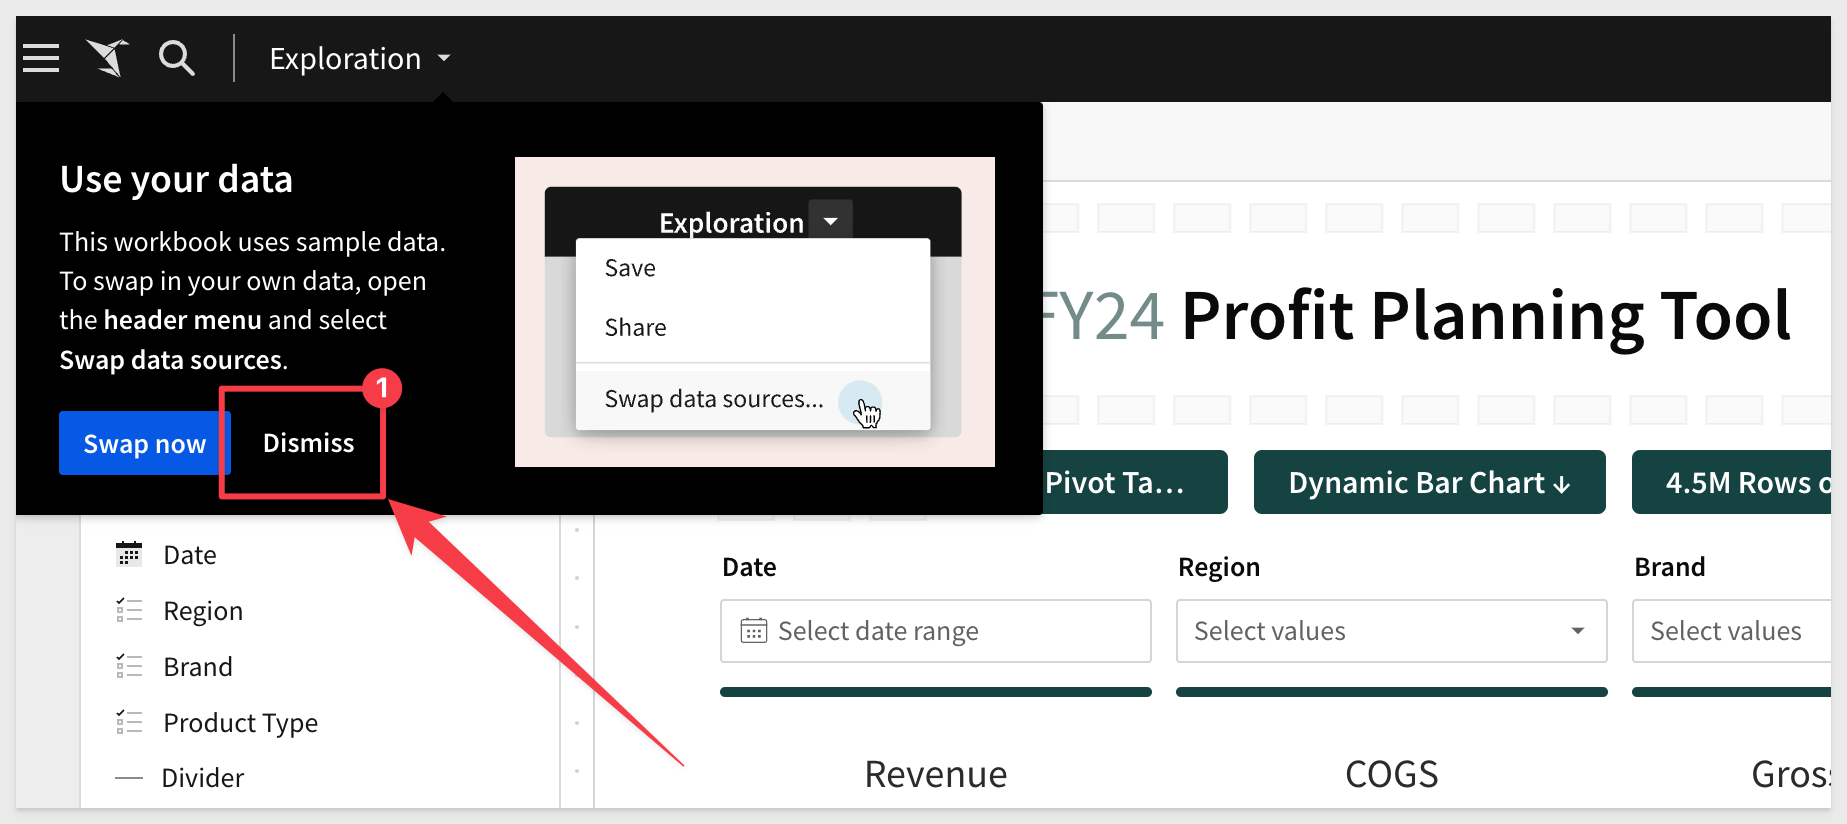 Exploration
Use your data
This workbook uses sample data.
To swap in your own data, open
the header menu and select
Swap data sources.
1
Swap now
Dismiss
Exploration
Save
Share
Swap data sources...
FY24 Profit Planning Tool
Pivot Ta...
Dynamic Bar Chart ↓
4.5M Rows o
Date
Region
Brand
Product Type
Divider
Date
Select date range
Region
Select values
Brand
Select values
Revenue
COGS
Gross